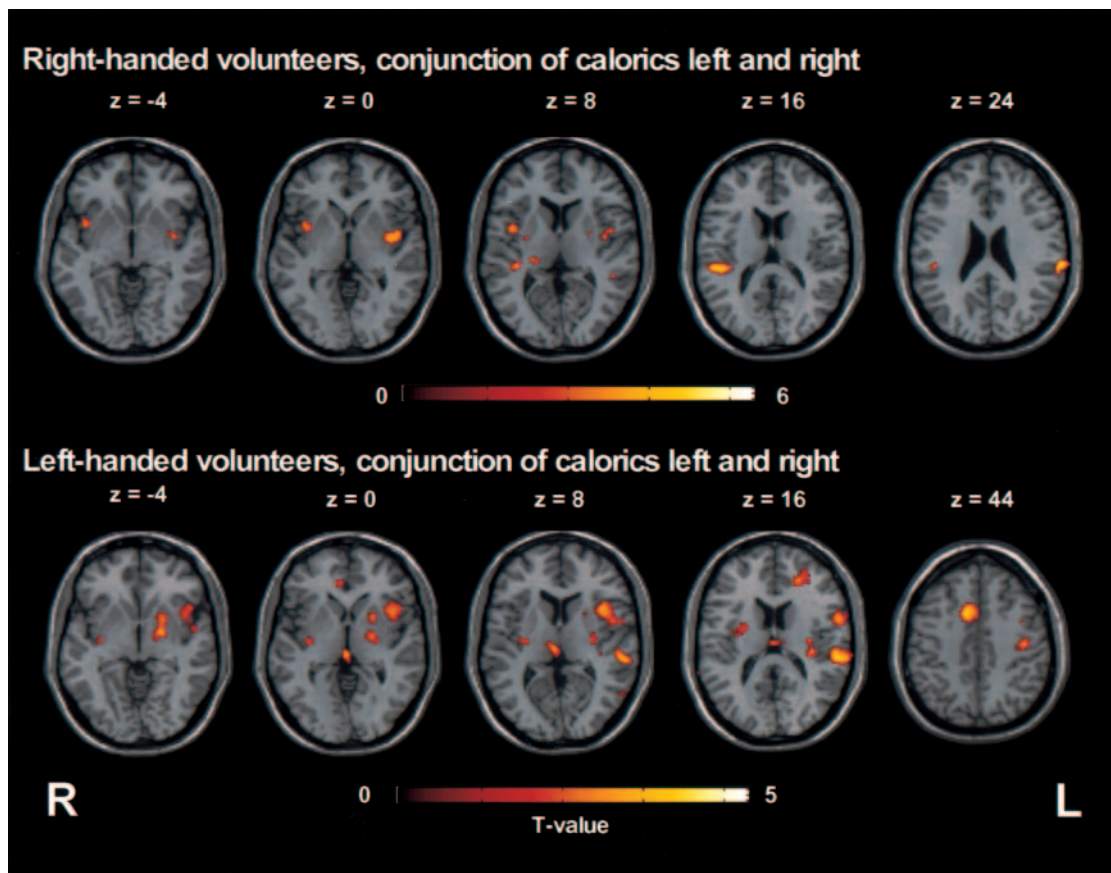 Right-handed volunteers, conjunction of calorics left and right
z = -4 z = 0 z = 8 z = 16 z = 24
0 6
Left-handed volunteers, conjunction of calorics left and right
z = -4 z = 0 z = 8 z = 16 z = 44
R L
0 5
T-value